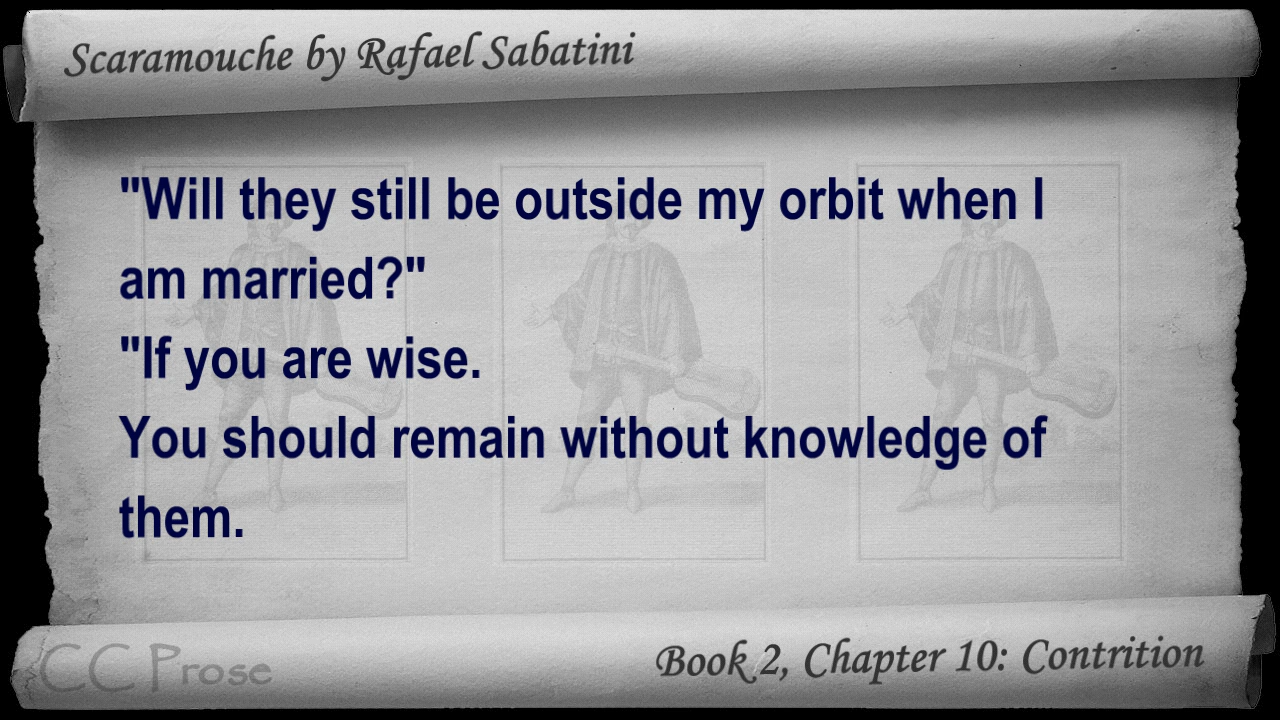 Scaramouche by Rafael Sabatini
"Will they still be outside my orbit when I
am married?"
"If you are wise.
You should remain without knowledge of
them.
CC Prose
Book 2, Chapter 10: Contrition